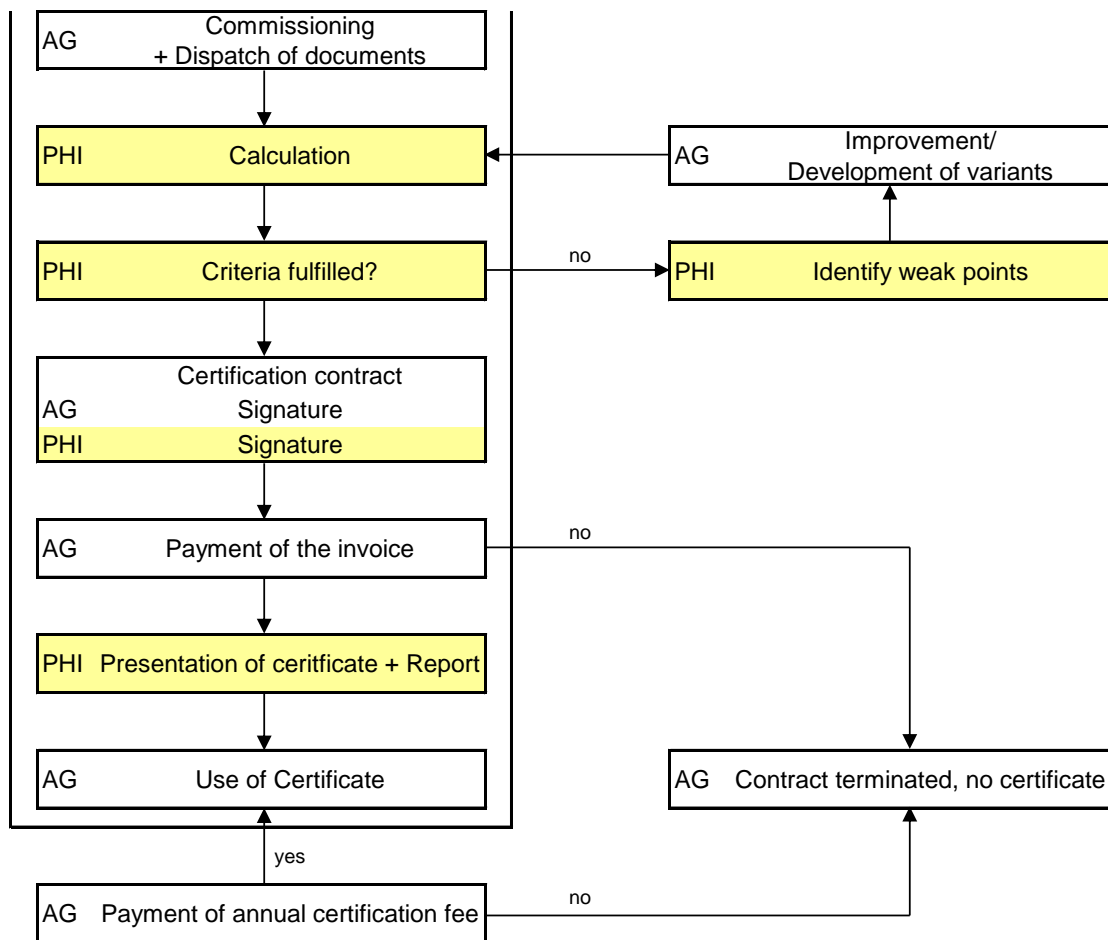 Commissioning
AG
+ Dispatch of documents
PHI Calculation
Improvement/
AG
Development of variants
PHI Criteria fulfilled?
no
PHI Identify weak points
Certification contract
AG Signature
PHI Signature
AG Payment of the invoice
no
PHI Presentation of ceritficate + Report
AG Use of Certificate
AG Contract terminated, no certificate
yes
AG Payment of annual certification fee
no